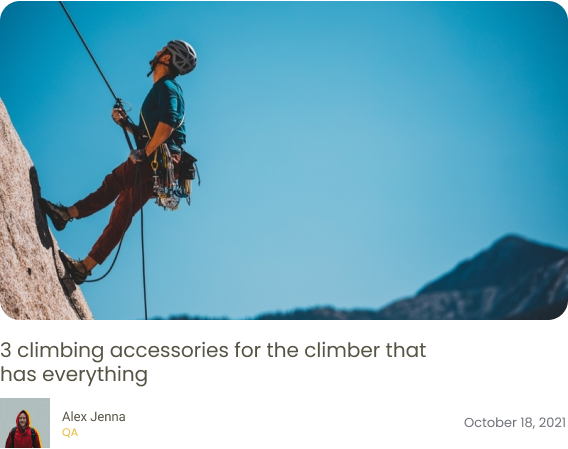 3 climbing accessories for the climber that
has everything
Alex Jenna
QA
October 18, 2021